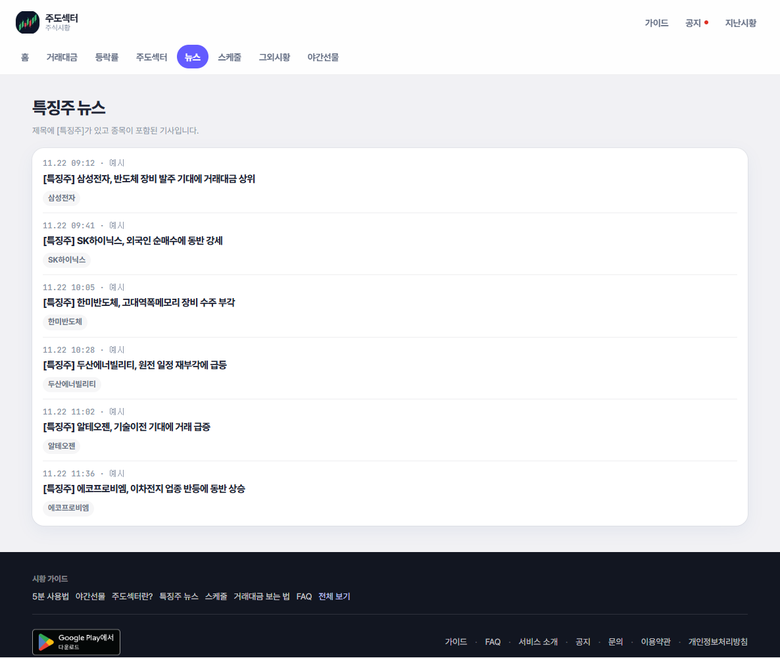 주도섹터
주식시황
가이드 공지 지난시황
홈 거래대금 등락률 주도섹터 뉴스 스케줄 그외시황 야간선물
특징주 뉴스
제목에 [특징주]가 있고 종목이 포함된 기사입니다.
11.22 09:12 · 예시
[특징주] 삼성전자, 반도체 장비 발주 기대에 거래대금 상위
삼성전자
11.22 09:41 · 예시
[특징주] SK하이닉스, 외국인 순매수에 동반 강세
SK하이닉스
11.22 10:05 · 예시
[특징주] 한미반도체, 고대역폭메모리 장비 수주 부각
한미반도체
11.22 10:28 · 예시
[특징주] 두산에너빌리티, 원전 일정 재부각에 급등
두산에너빌리티
11.22 11:02 · 예시
[특징주] 알테오젠, 기술이전 기대에 거래 급증
알테오젠
11.22 11:36 · 예시
[특징주] 에코프로비엠, 이차전지 업종 반등에 동반 상승
에코프로비엠
시황 가이드
5분 사용법 야간선물 주도섹터란? 특징주 뉴스 스케줄 거래대금 보는 법 FAQ 전체 보기
Google Play에서
다운로드
가이드 · FAQ · 서비스 소개 · 공지 · 문의 · 이용약관 · 개인정보처리방침